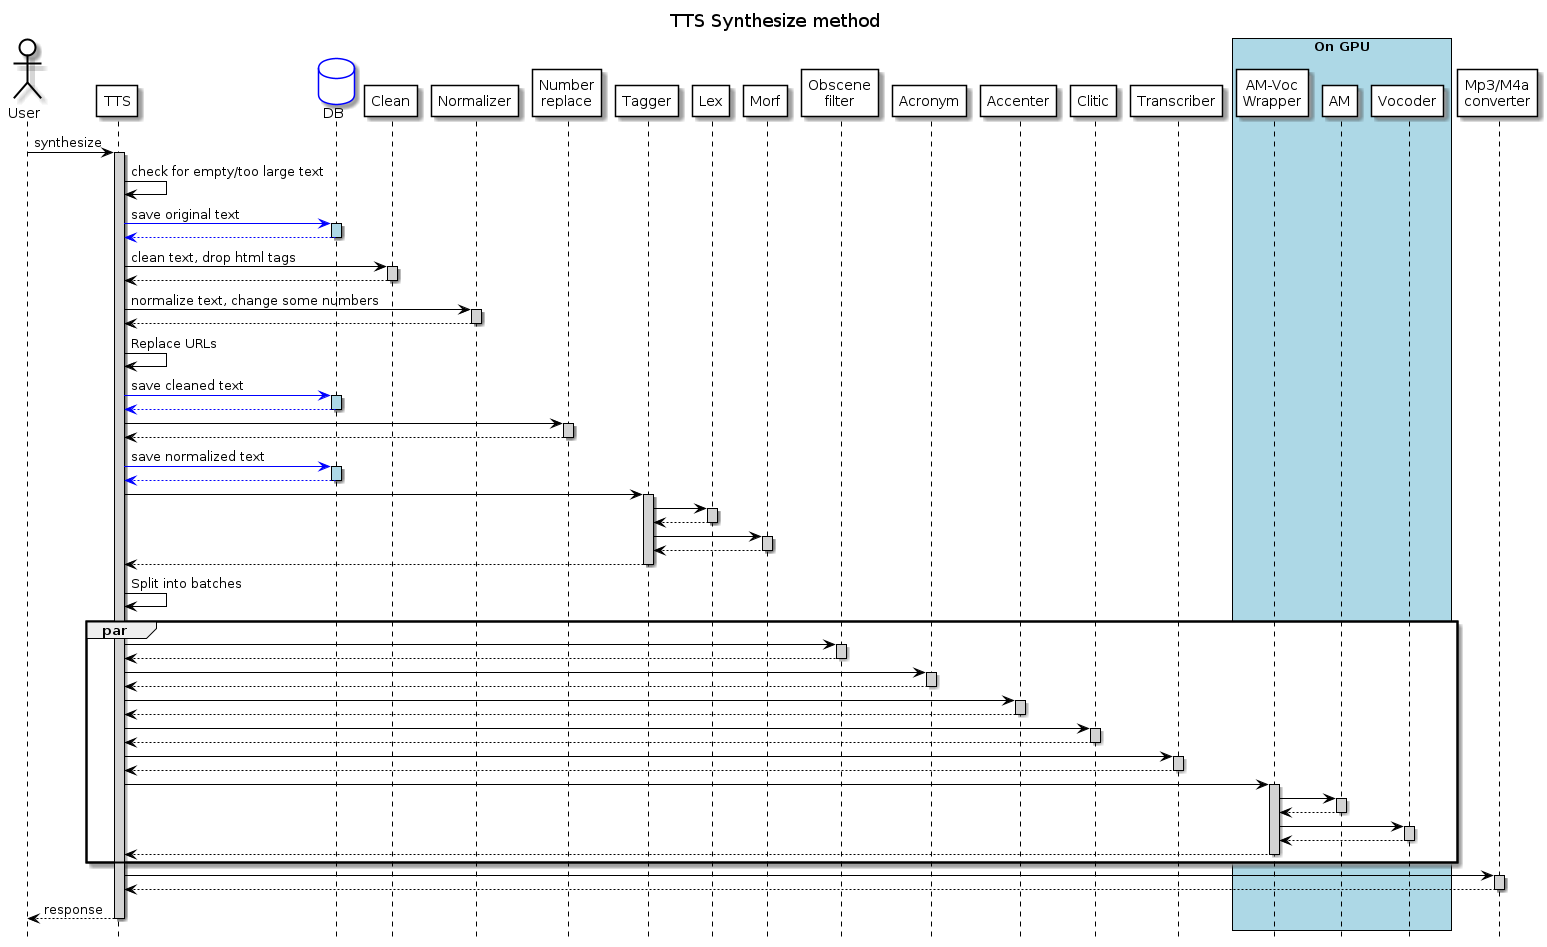 TTS Synthesize method
On GPU
User
TTS
DB
Clean
Normalizer
Number
replace
Tagger
Lex
Morf
Obscene
filter
Acronym
Accenter
Clitic
Transcriber
AM-Voc
Wrapper
AM
Vocoder
Mp3/M4a
converter
synthesize
check for empty/too large text
save original text
clean text, drop html tags
normalize text, change some numbers
Replace URLs
save cleaned text
save normalized text
Split into batches
par
response